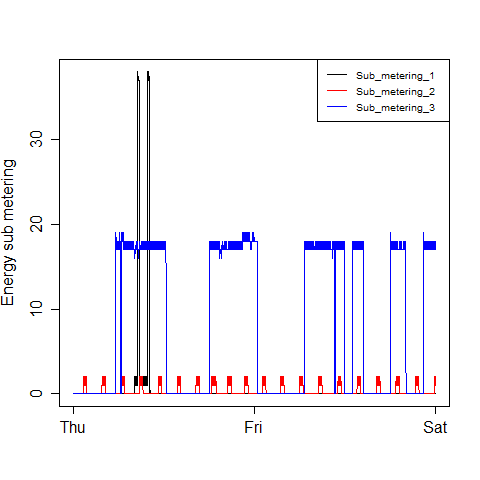 Sub_metering_1
Sub_metering_2
Sub_metering_3
Energy sub metering
30
20
10
0
Thu Fri Sat